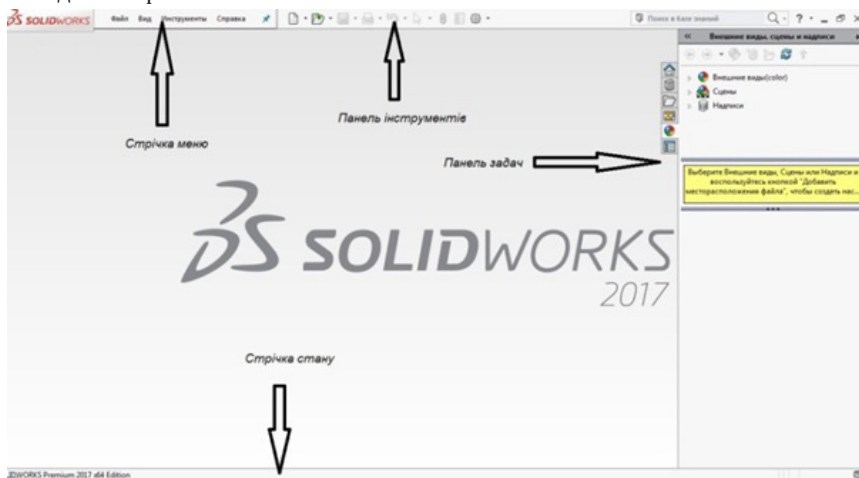 SOLIDWORKS Файл Вид Инструменты Справка Поиск в базе знаний
Внешние виды, сцены и надписи
Внешние виды(color)
Сцены
Надписи
Стрічка меню
Панель інструментів
Панель задач
Выберите Внешние виды, Сцены или Надписи и
воспользуйтесь кнопкой "Добавить
месторасположение файла", чтобы создать нас...
SOLIDWORKS
2017
Стрічка стану
IDWORKS Premium 2017 x64 Edition